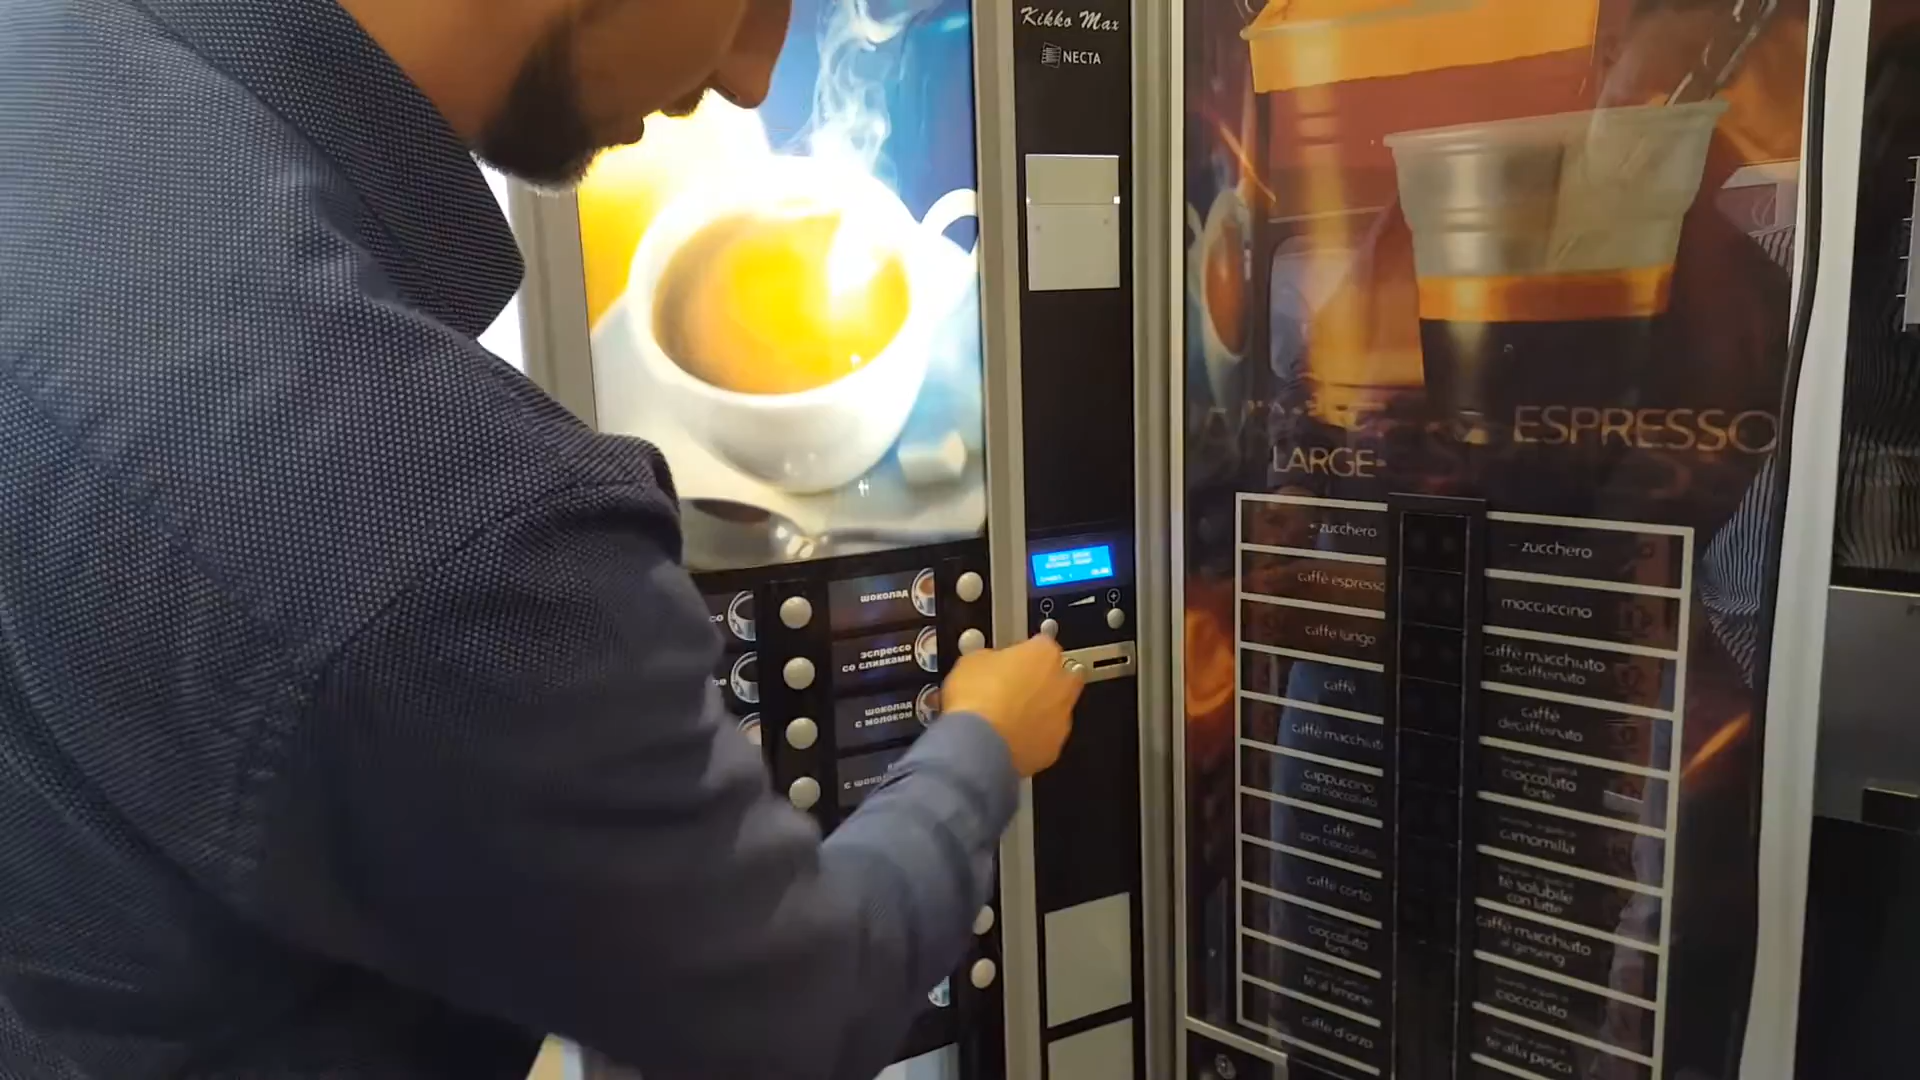 Kikko Max
NECTA
шоколад
эспрессо
со сливками
шоколад
с молоком
ESPRESSO
LARGE
+ zucchero
caffè espresso
caffè lungo
caffè
caffè macchiato
cappuccino
con cioccolato
caffè
con cioccolato
caffè corto
cioccolato
forte
tè al limone
caffè d'orzo
- zucchero
moccaccino
caffè macchiato
decaffeinato
caffè
decaffeinato
cioccolato
forte
camomilla
tè solubile
con latte
caffè macchiato
al ginseng
cioccolato
tè alla pesca